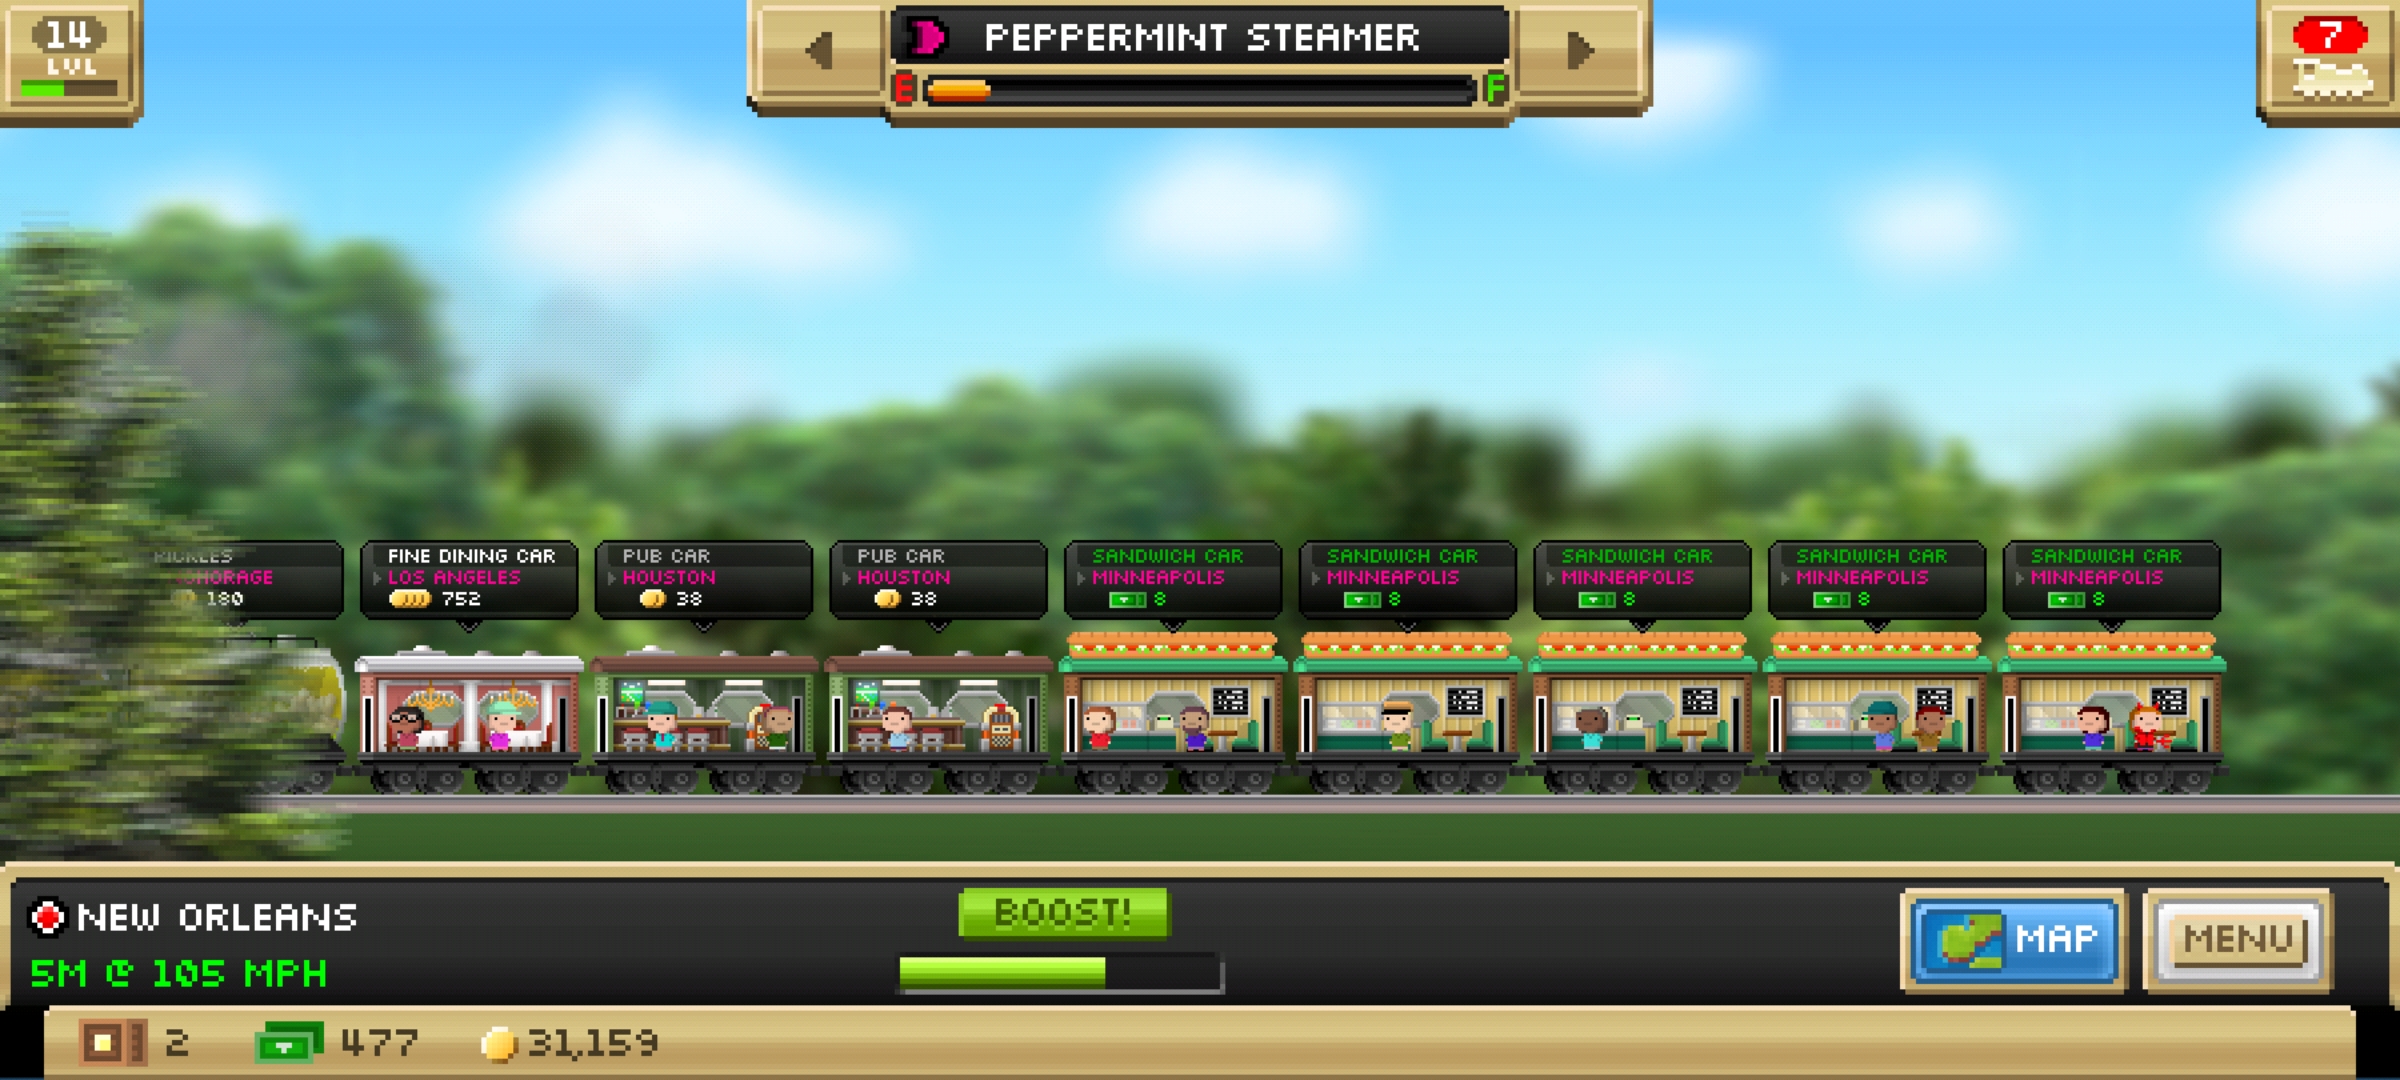 14
LVL
PEPPERMINT STEAMER
E F
7
180
FINE DINING CAR
LOS ANGELES
752
PUB CAR
HOUSTON
38
PUB CAR
HOUSTON
38
SANDWICH CAR
MINNEAPOLIS
8
SANDWICH CAR
MINNEAPOLIS
8
SANDWICH CAR
MINNEAPOLIS
8
SANDWICH CAR
MINNEAPOLIS
8
SANDWICH CAR
MINNEAPOLIS
8
NEW ORLEANS
5M @ 105 MPH
BOOST!
MAP
MENU
2
477
31,159